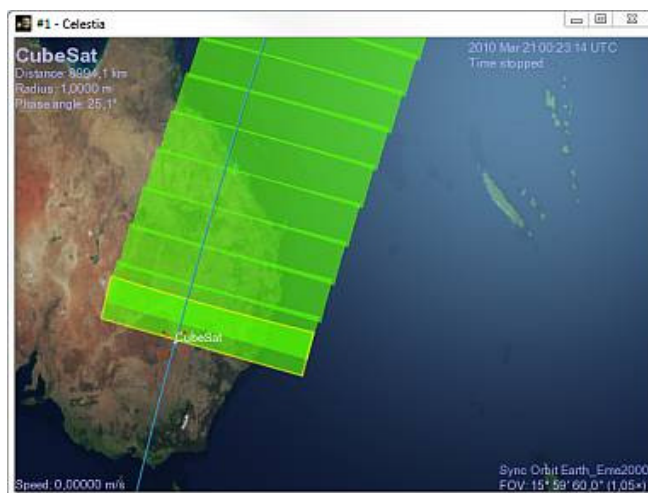 #1 - Celestia
CubeSat
Distance: 8994,1 km
Radius: 1,0000 m
Phase angle: 25,1°
2010 Mar 21 00:23:14 UTC
Time stopped
CubeSat
Speed: 0,00000 m/s
Sync Orbit Earth_Eme2000
FOV: 15° 59' 60,0" (1,05×)